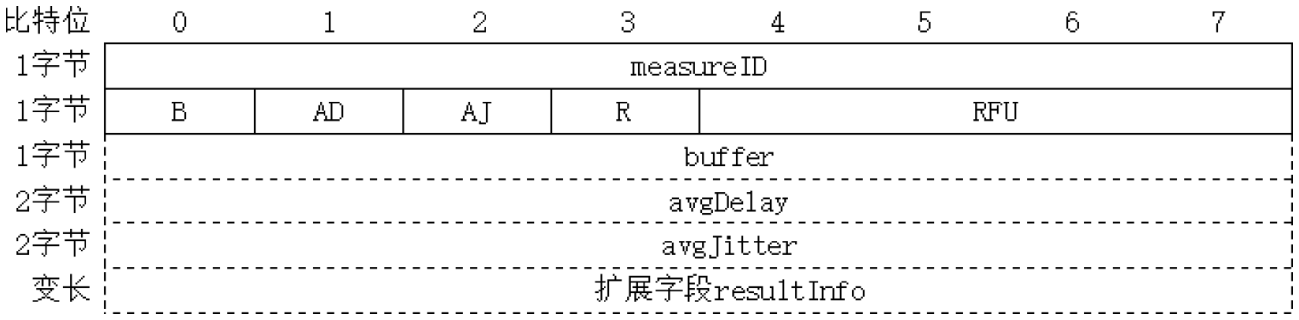 比特位 0 1 2 3 4 5 6 7
1字节 measureID
1字节 B AD AJ R RFU
1字节 buffer
2字节 avgDelay
2字节 avgJitter
变长 扩展字段resultInfo